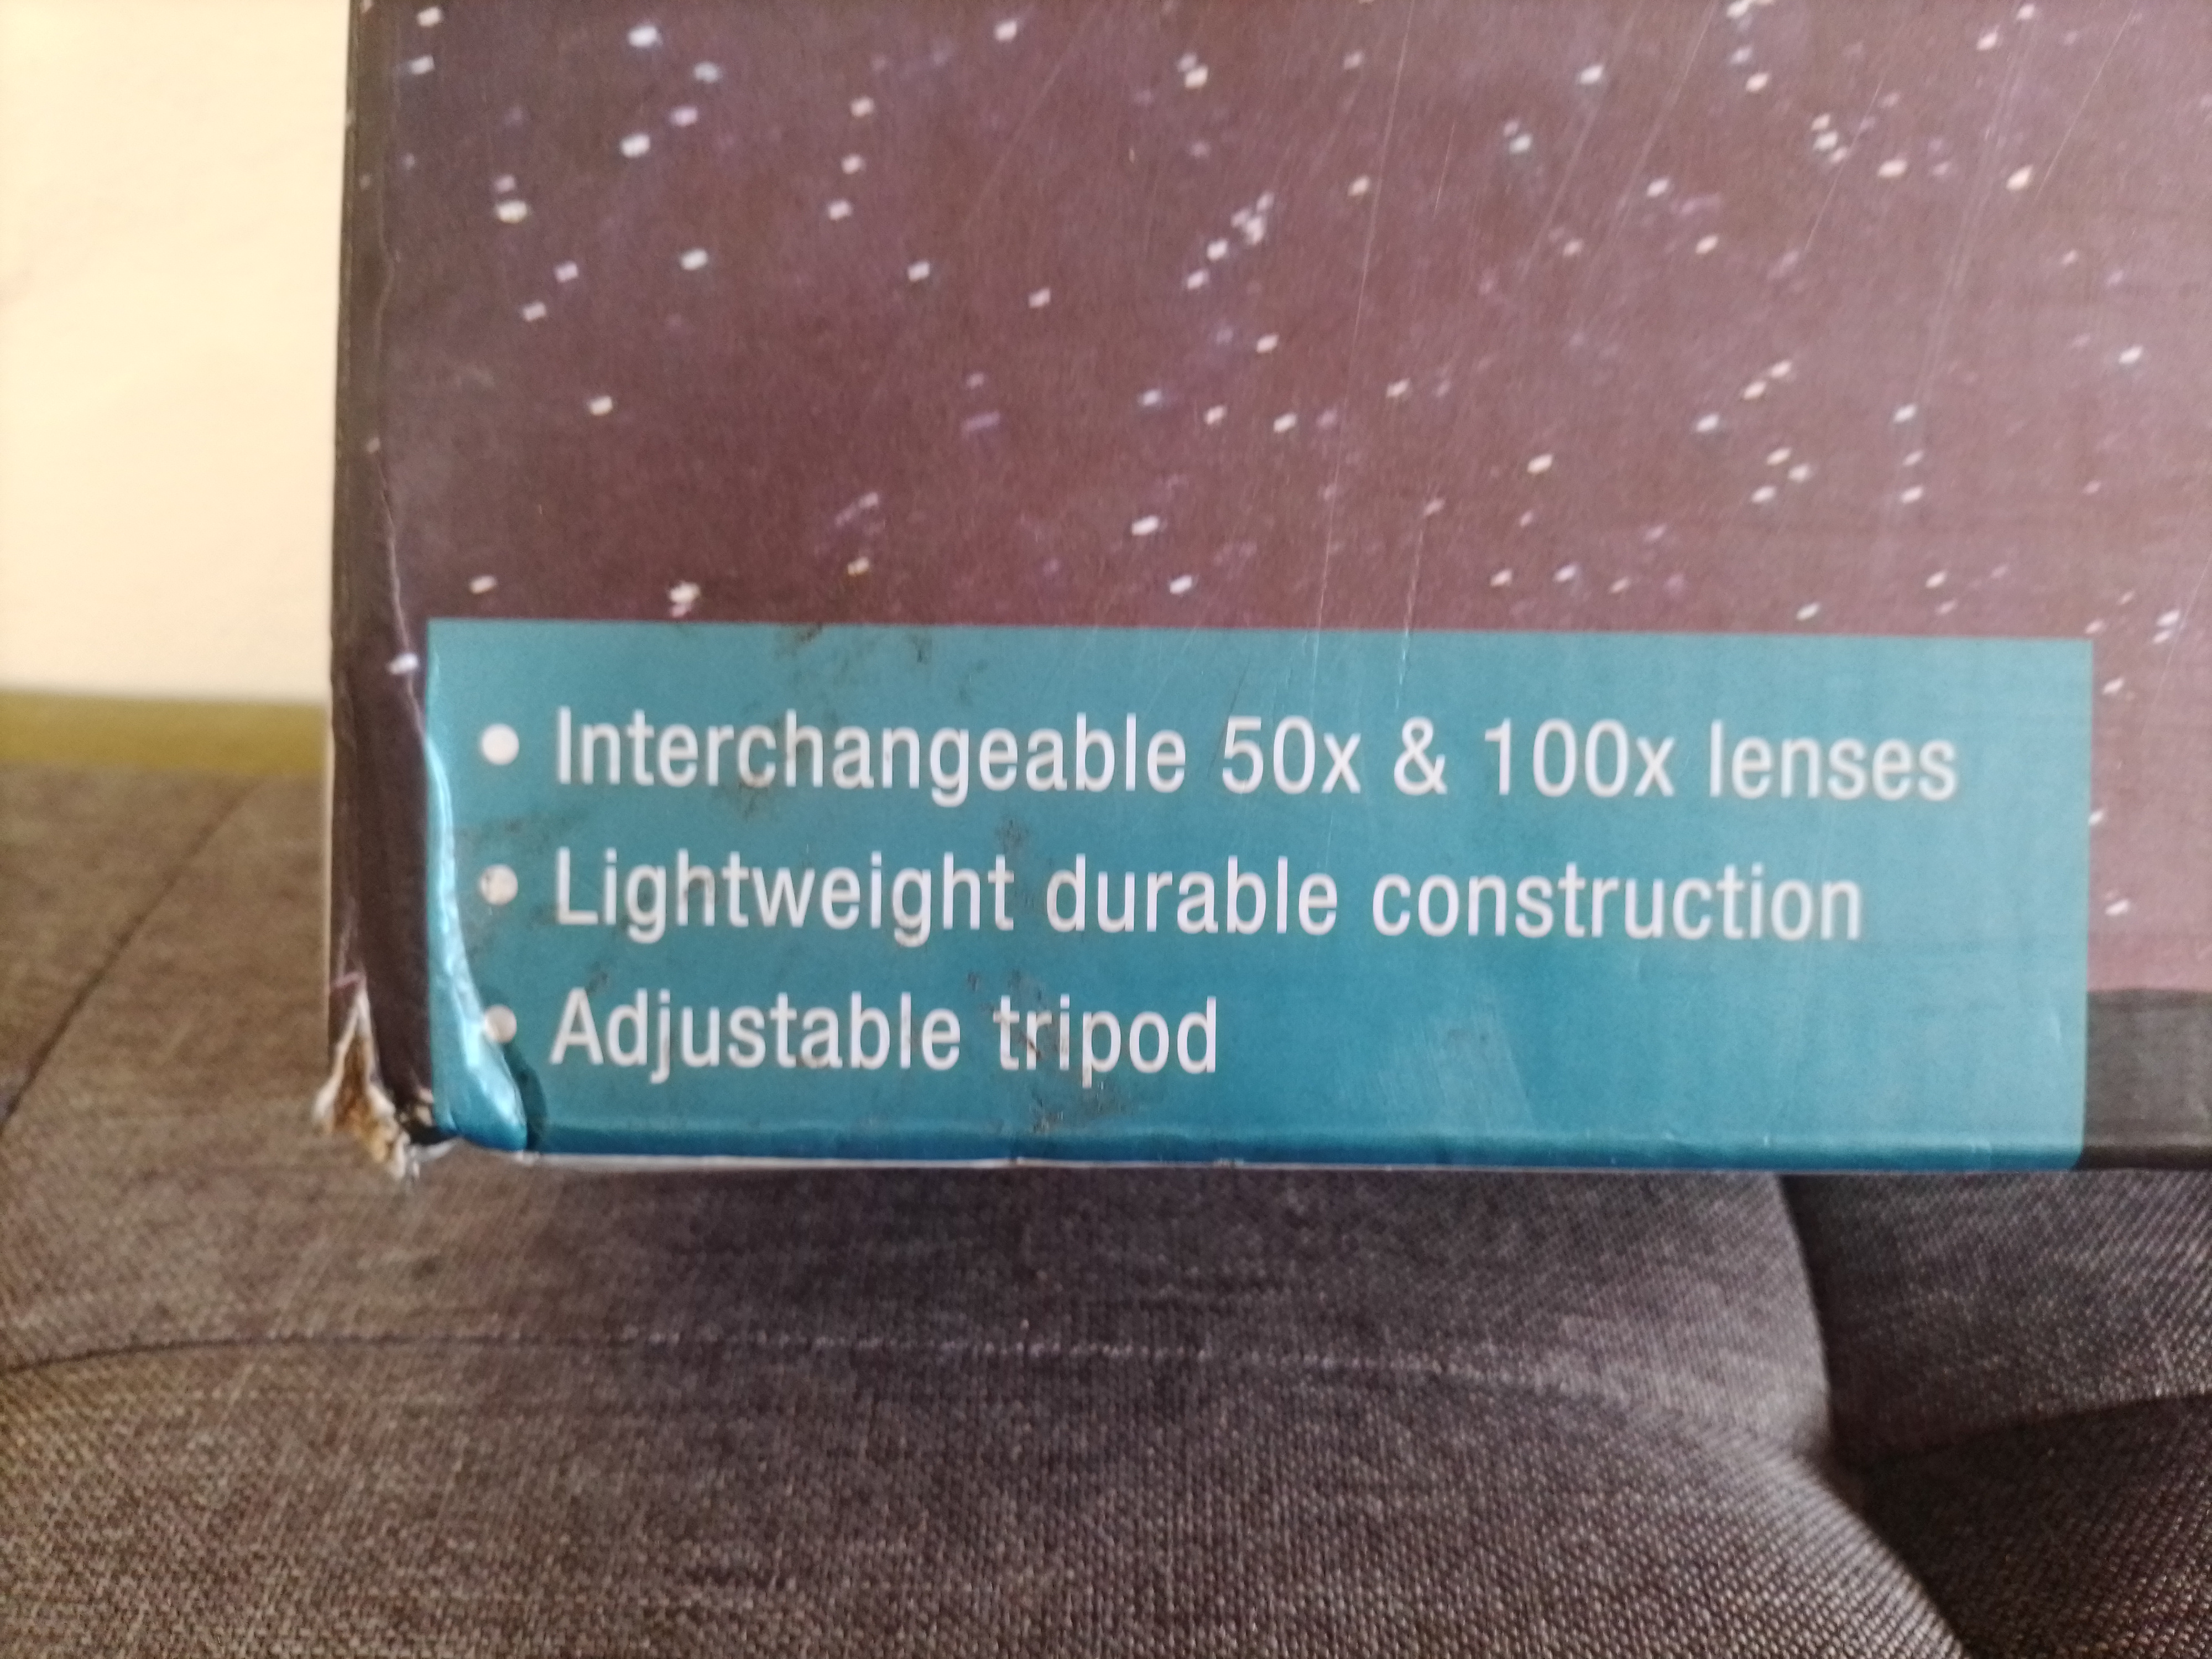 • Interchangeable 50x & 100x lenses
• Lightweight durable construction
• Adjustable tripod